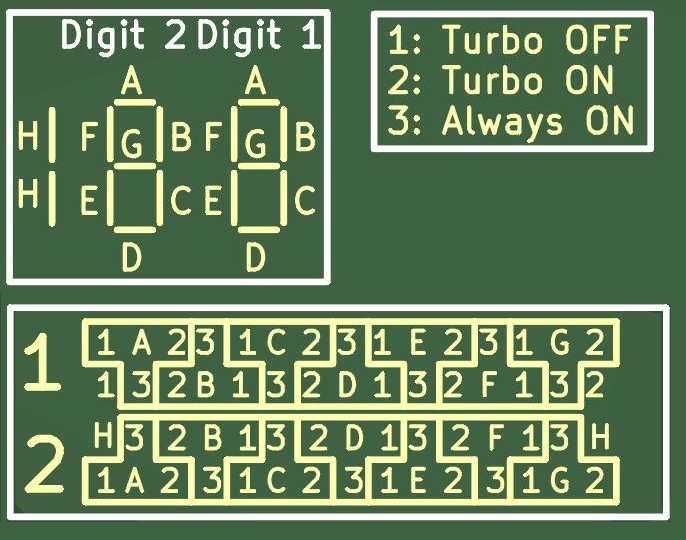 Digit 2 Digit 1
A A
H F G B F G B
H E C E C
D D
1: Turbo OFF
2: Turbo ON
3: Always ON
1
1 A 2 3 1 C 2 3 1 E 2 3 1 G 2
1 3 2 B 1 3 2 D 1 3 2 F 1 3 2
2
H 3 2 B 1 3 2 D 1 3 2 F 1 3 H
1 A 2 3 1 C 2 3 1 E 2 3 1 G 2